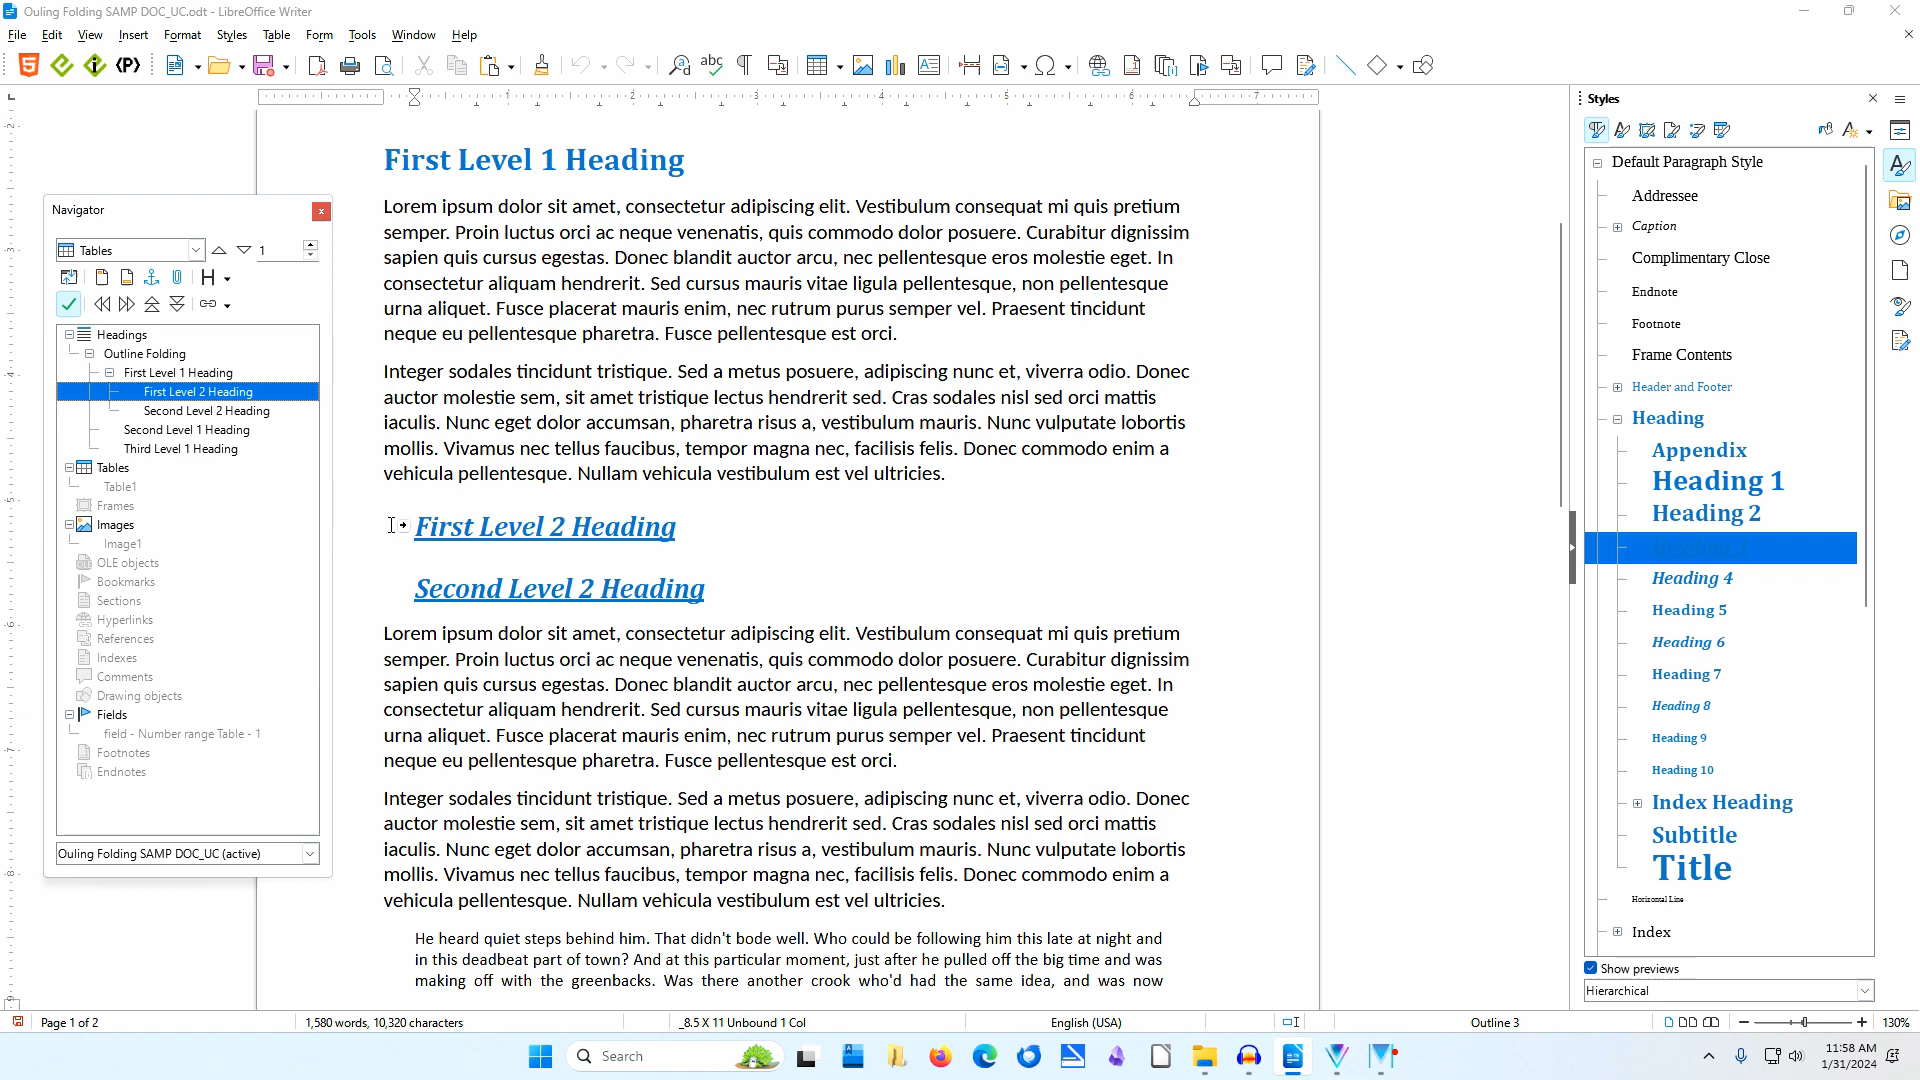 Ouling Folding SAMP DOC_UC.odt - LibreOffice Writer
File Edit View Insert Format Styles Table Form Tools Window Help
1 2 3 4 5 6 7
Styles
Default Paragraph Style
Addressee
Caption
Complimentary Close
Endnote
Footnote
Frame Contents
Header and Footer
Heading
Appendix
Heading 1
Heading 2
Heading 3
Heading 4
Heading 5
Heading 6
Heading 7
Heading 8
Heading 9
Heading 10
Index Heading
Subtitle
Title
Horizontal Line
Index
Show previews
Hierarchical
Navigator
Tables 1
Headings
Outline Folding
First Level 1 Heading
First Level 2 Heading
Second Level 2 Heading
Second Level 1 Heading
Third Level 1 Heading
Tables
Table1
Frames
Images
Image1
OLE objects
Bookmarks
Sections
Hyperlinks
References
Indexes
Comments
Drawing objects
Fields
field - Number range Table - 1
Footnotes
Endnotes
Ouling Folding SAMP DOC_UC (active)
First Level 1 Heading
Lorem ipsum dolor sit amet, consectetur adipiscing elit. Vestibulum consequat mi quis pretium
semper. Proin luctus orci ac neque venenatis, quis commodo dolor posuere. Curabitur dignissim
sapien quis cursus egestas. Donec blandit auctor arcu, nec pellentesque eros molestie eget. In
consectetur aliquam hendrerit. Sed cursus mauris vitae ligula pellentesque, non pellentesque
urna aliquet. Fusce placerat mauris enim, nec rutrum purus semper vel. Praesent tincidunt
neque eu pellentesque pharetra. Fusce pellentesque est orci.
Integer sodales tincidunt tristique. Sed a metus posuere, adipiscing nunc et, viverra odio. Donec
auctor molestie sem, sit amet tristique lectus hendrerit sed. Cras sodales nisl sed orci mattis
iaculis. Nunc eget dolor accumsan, pharetra risus a, vestibulum mauris. Nunc vulputate lobortis
mollis. Vivamus nec tellus faucibus, tempor magna nec, facilisis felis. Donec commodo enim a
vehicula pellentesque. Nullam vehicula vestibulum est vel ultricies.
First Level 2 Heading
Second Level 2 Heading
Lorem ipsum dolor sit amet, consectetur adipiscing elit. Vestibulum consequat mi quis pretium
semper. Proin luctus orci ac neque venenatis, quis commodo dolor posuere. Curabitur dignissim
sapien quis cursus egestas. Donec blandit auctor arcu, nec pellentesque eros molestie eget. In
consectetur aliquam hendrerit. Sed cursus mauris vitae ligula pellentesque, non pellentesque
urna aliquet. Fusce placerat mauris enim, nec rutrum purus semper vel. Praesent tincidunt
neque eu pellentesque pharetra. Fusce pellentesque est orci.
Integer sodales tincidunt tristique. Sed a metus posuere, adipiscing nunc et, viverra odio. Donec
auctor molestie sem, sit amet tristique lectus hendrerit sed. Cras sodales nisl sed orci mattis
iaculis. Nunc eget dolor accumsan, pharetra risus a, vestibulum mauris. Nunc vulputate lobortis
mollis. Vivamus nec tellus faucibus, tempor magna nec, facilisis felis. Donec commodo enim a
vehicula pellentesque. Nullam vehicula vestibulum est vel ultricies.
He heard quiet steps behind him. That didn't bode well. Who could be following him this late at night and
in this deadbeat part of town? And at this particular moment, just after he pulled off the big time and was
making off with the greenbacks. Was there another crook who'd had the same idea, and was now
Page 1 of 2 1,580 words, 10,320 characters _8.5 X 11 Unbound 1 Col English (USA) Outline 3 130%
Search
11:58 AM
1/31/2024